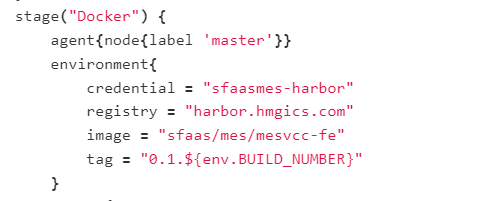 stage("Docker") {
agent{node{label 'master'}}
environment{
credential = "sfaasmes-harbor"
registry = "harbor.hmgics.com"
image = "sfaas/mes/mesvcc-fe"
tag = "0.1.${env.BUILD_NUMBER}"
}